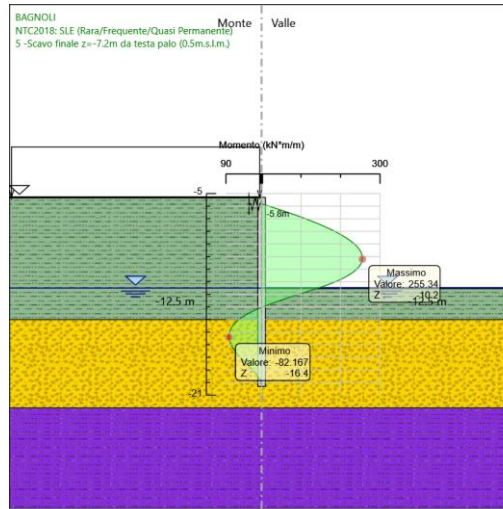 BAGNOLI
NTC2018: SLE (Rara/Frequente/Quasi Permanente)
5 -Scavo finale z=-7.2m da testa palo (0.5m.s.l.m.)
Monte
Valle
Momento (kN*m/m)
90
300
-5
-5.8m
Massimo
Valore: 255.34
Z -10.2
-12.5 m
-12.5 m
Minimo
Valore: -82.167
Z -16.4
-21